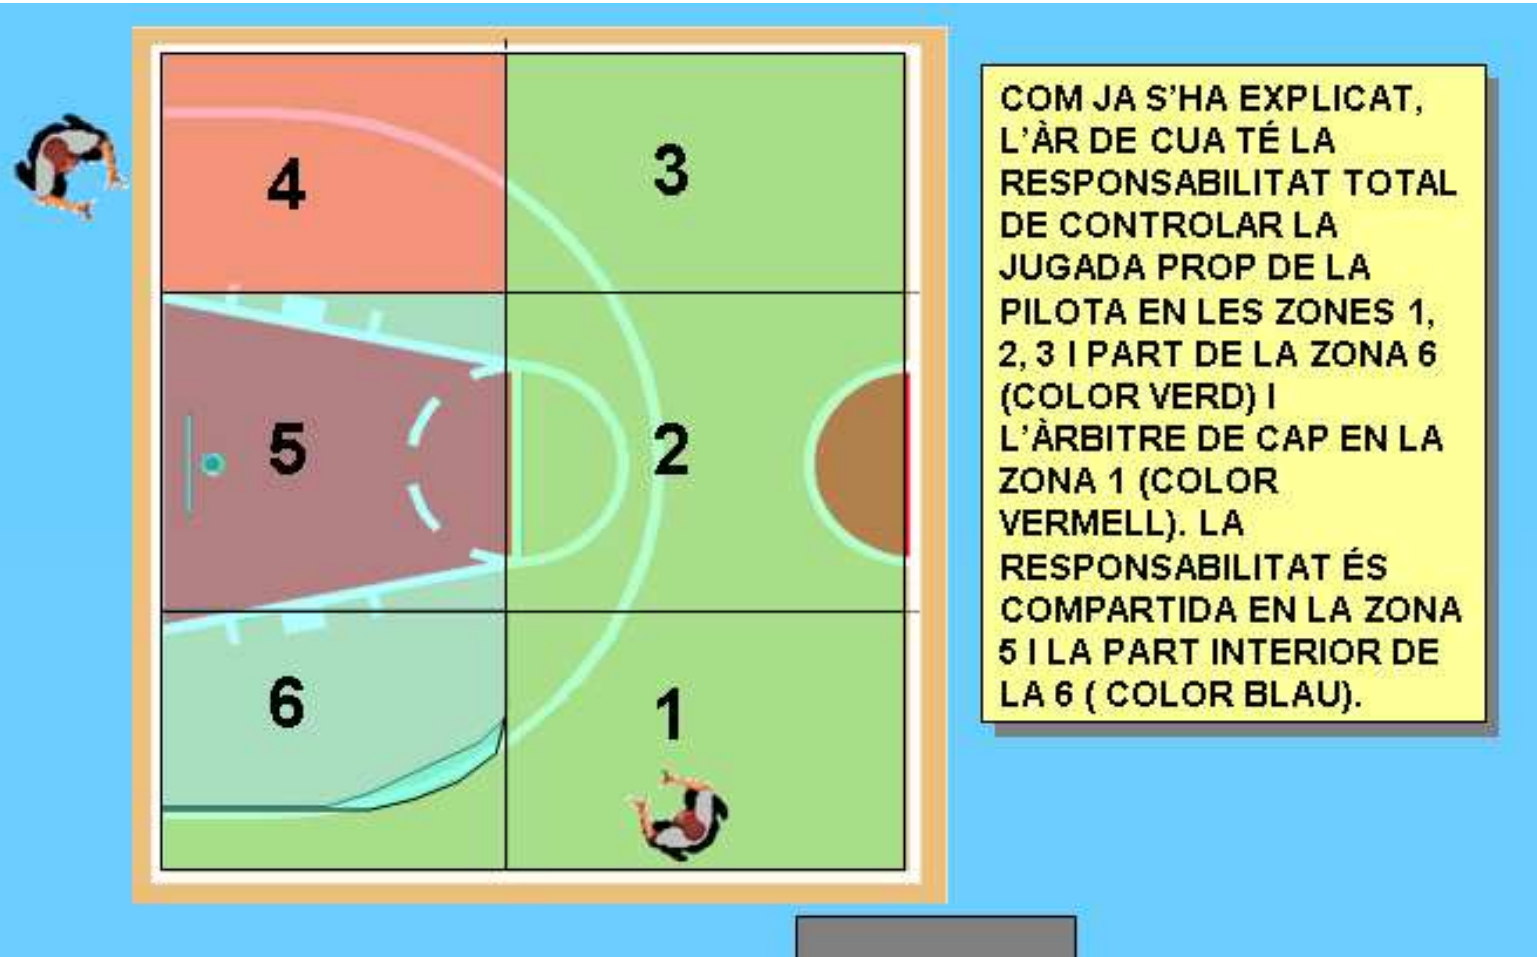 4
3
5
2
6
1
COM JA S'HA EXPLICAT,
L'ÀR DE CUA TÉ LA
RESPONSABILITAT TOTAL
DE CONTROLAR LA
JUGADA PROP DE LA
PILOTA EN LES ZONES 1,
2, 3 I PART DE LA ZONA 6
(COLOR VERD) I
L'ÀRBITRE DE CAP EN LA
ZONA 1 (COLOR
VERMELL). LA
RESPONSABILITAT ÉS
COMPARTIDA EN LA ZONA
5 I LA PART INTERIOR DE
LA 6 ( COLOR BLAU).